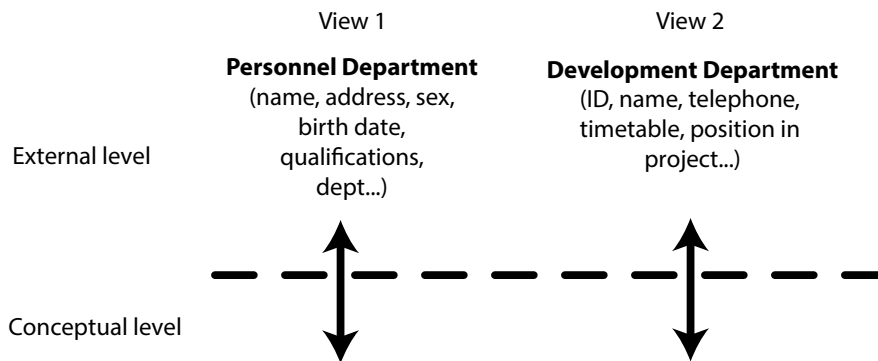 View 1
View 2
Personnel Department
(name, address, sex,
birth date,
qualifications,
dept...)
Development Department
(ID, name, telephone,
timetable, position in
project...)
External level
Conceptual level